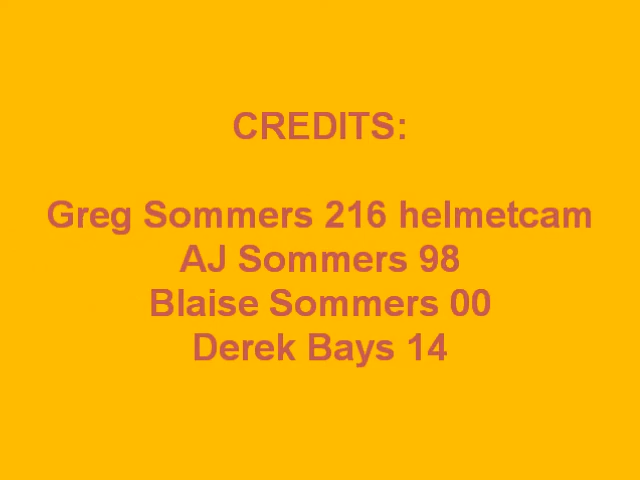 CREDITS:
Greg Sommers 216 helmetcam
AJ Sommers 98
Blaise Sommers 00
Derek Bays 14